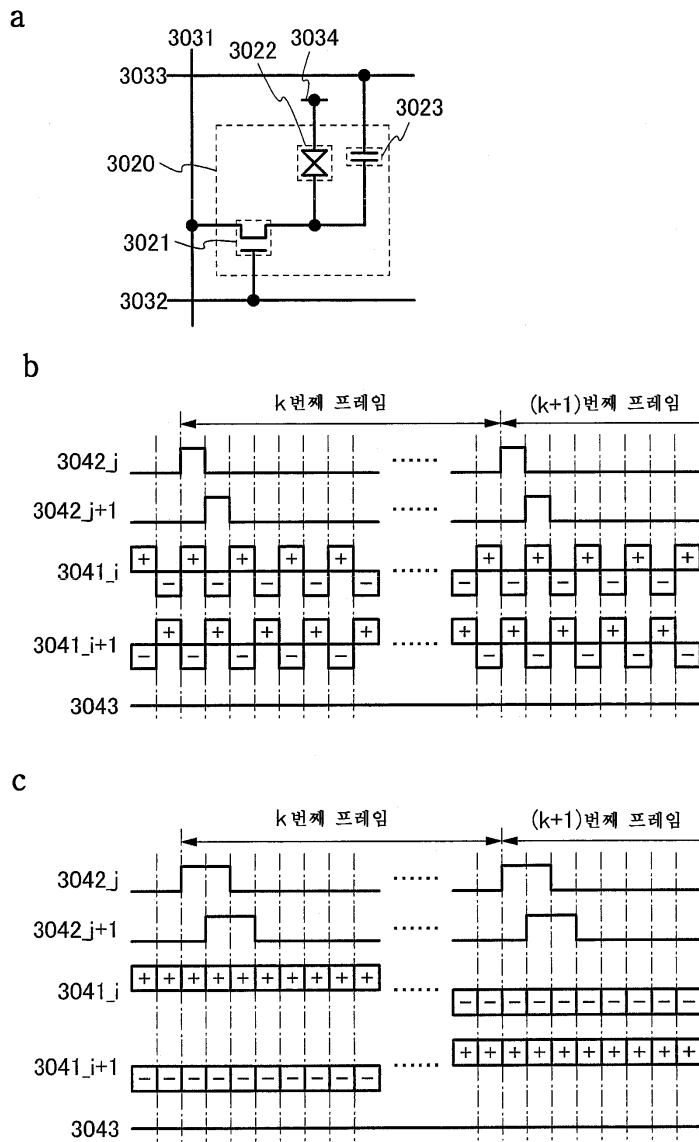 a
3031
3034
3022
3033
3023
3020
3021
3032
b
k번째 프레임
(k+1)번째 프레임
3042_j
3042_j+1
+ + + + + + + + + +
3041_i
− − − − − − − − − −
+ + + + + + + + + +
3041_i+1
− − − − − − − − − −
3043
c
k번째 프레임
(k+1)번째 프레임
3042_j
3042_j+1
+ + + + + + + + + +
3041_i
− − − − − − − − − −
+ + + + + + + + + +
3041_i+1
− − − − − − − − − −
3043